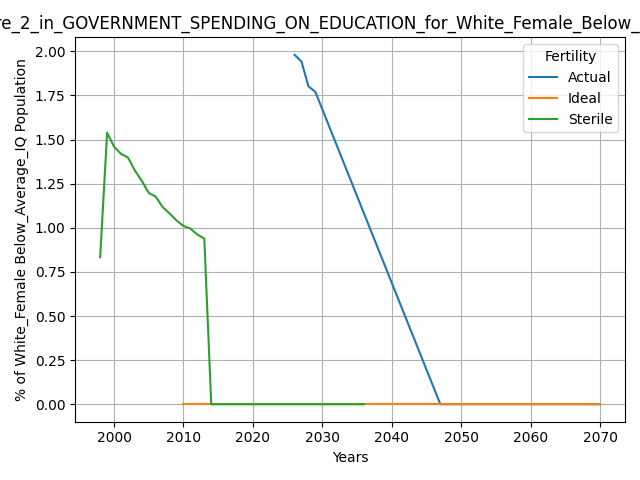 re_2_in_GOVERNMENT_SPENDING_ON_EDUCATION_for_White_Female_Below_
Fertility
Actual
Ideal
Sterile
% of White_Female Below_Average_IQ Population
2.00
1.75
1.50
1.25
1.00
0.75
0.50
0.25
0.00
2000 2010 2020 2030 2040 2050 2060 2070
Years